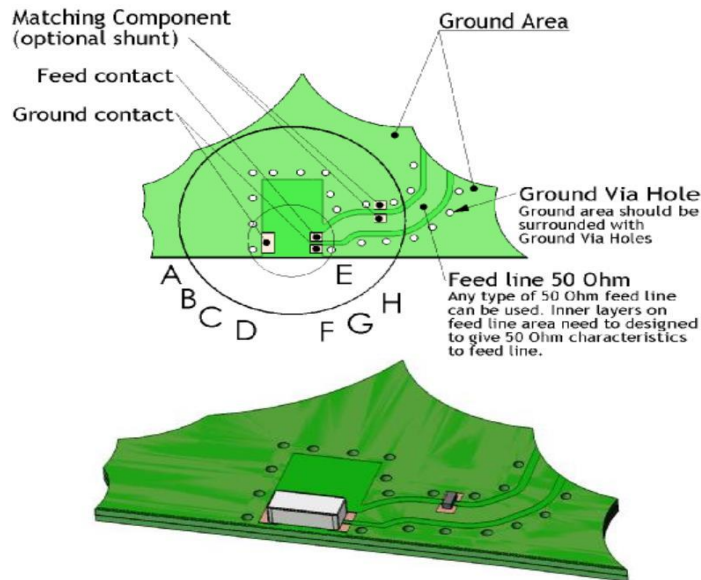 Matching Component
(optional shunt)
Feed contact
Ground contact
Ground Area
Ground Via Hole
Ground area should be
surrounded with
Ground Via Holes
A
B
C
D
E
F
G
H
Feed line 50 Ohm
Any type of 50 Ohm feed line
can be used. Inner layers on
feed line area need to designed
to give 50 Ohm characteristics
to feed line.